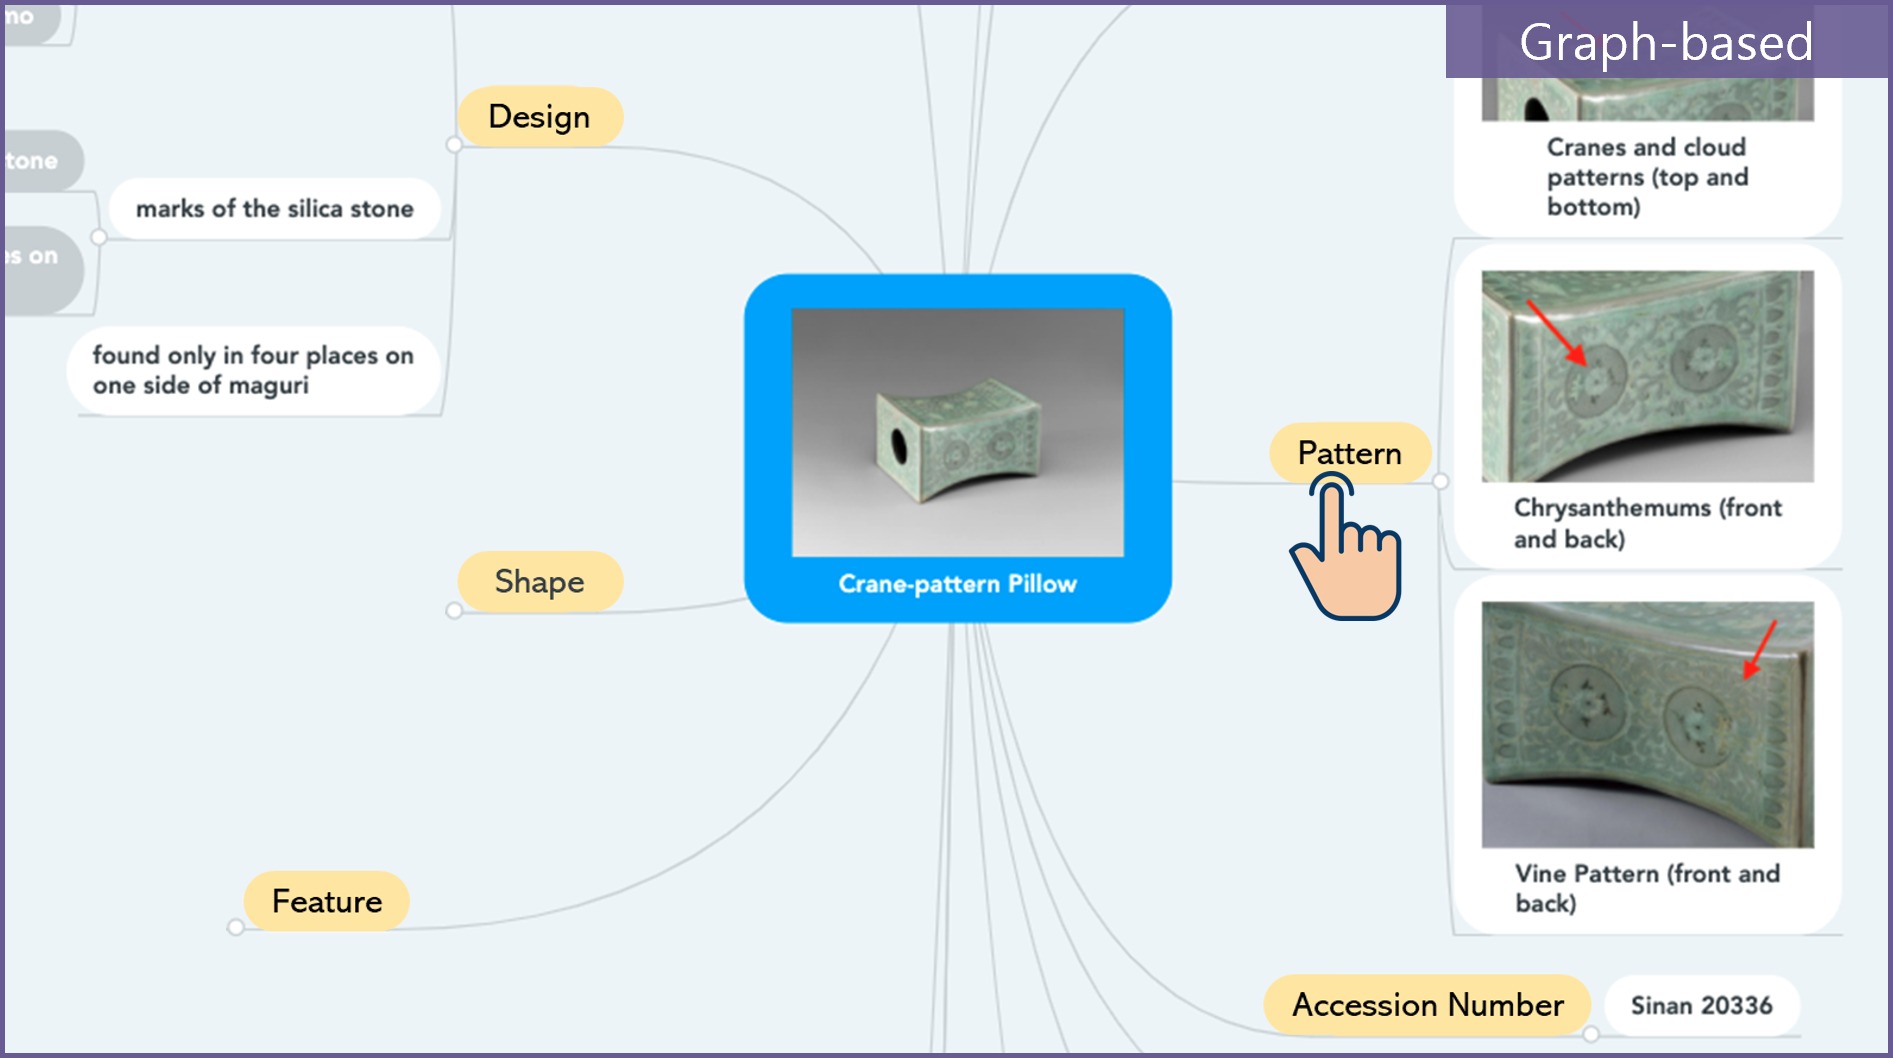 Graph-based
mo
Design
tone
marks of the silica stone
es on
found only in four places on
one side of maguri
Cranes and cloud
patterns (top and
bottom)
Crane-pattern Pillow
Pattern
Chrysanthemums (front
and back)
Shape
Vine Pattern (front and
back)
Feature
Accession Number
Sinan 20336